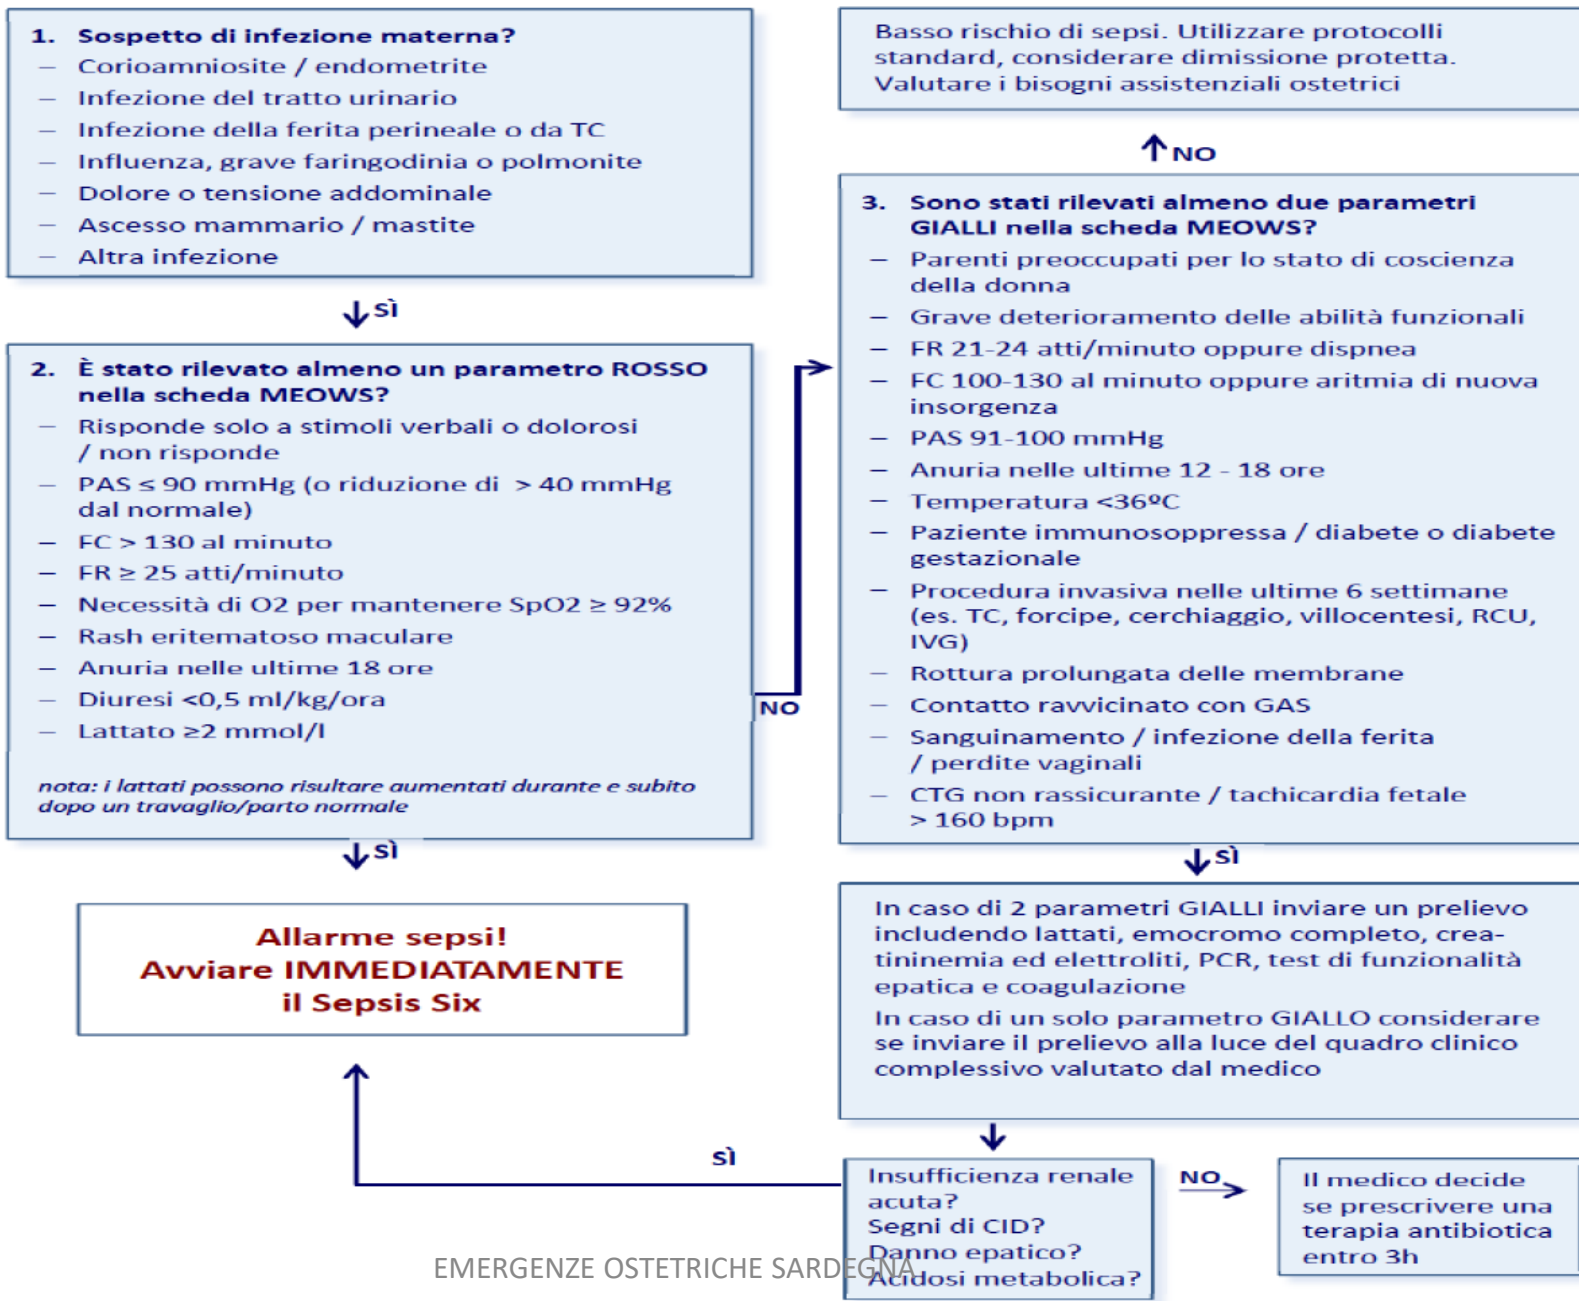 1. Sospetto di infezione materna?
– Corioamniosite / endometrite
– Infezione del tratto urinario
– Infezione della ferita perineale o da TC
– Influenza, grave faringodinia o polmonite
– Dolore o tensione addominale
– Ascesso mammario / mastite
– Altra infezione
↓ SÌ
2. È stato rilevato almeno un parametro ROSSO
nella scheda MEOWS?
– Risponde solo a stimoli verbali o dolorosi
/ non risponde
– PAS ≤ 90 mmHg (o riduzione di > 40 mmHg
dal normale)
– FC > 130 al minuto
– FR ≥ 25 atti/minuto
– Necessità di O2 per mantenere SpO2 ≥ 92%
– Rash eritematoso maculare
– Anuria nelle ultime 18 ore
– Diuresi <0,5 ml/kg/ora
– Lattato ≥2 mmol/l
nota: i lattati possono risultare aumentati durante e subito
dopo un travaglio/parto normale
NO
↓ SÌ
Allarme sepsi!
Avviare IMMEDIATAMENTE
il Sepsis Six
Basso rischio di sepsi. Utilizzare protocolli
standard, considerare dimissione protetta.
Valutare i bisogni assistenziali ostetrici
↑ NO
3. Sono stati rilevati almeno due parametri
GIALLI nella scheda MEOWS?
– Parenti preoccupati per lo stato di coscienza
della donna
– Grave deterioramento delle abilità funzionali
– FR 21-24 atti/minuto oppure dispnea
– FC 100-130 al minuto oppure aritmia di nuova
insorgenza
– PAS 91-100 mmHg
– Anuria nelle ultime 12 - 18 ore
– Temperatura <36ºC
– Paziente immunosoppressa / diabete o diabete
gestazionale
– Procedura invasiva nelle ultime 6 settimane
(es. TC, forcipe, cerchiaggio, villocentesi, RCU,
IVG)
– Rottura prolungata delle membrane
– Contatto ravvicinato con GAS
– Sanguinamento / infezione della ferita
/ perdite vaginali
– CTG non rassicurante / tachicardia fetale
> 160 bpm
↓ SÌ
In caso di 2 parametri GIALLI inviare un prelievo
includendo lattati, emocromo completo, crea-
tininemia ed elettroliti, PCR, test di funzionalità
epatica e coagulazione
In caso di un solo parametro GIALLO considerare
se inviare il prelievo alla luce del quadro clinico
complessivo valutato dal medico
SÌ
Insufficienza renale
acuta?
Segni di CID?
Danno epatico?
Acidosi metabolica?
NO
Il medico decide
se prescrivere una
terapia antibiotica
entro 3h
EMERGENZE OSTETRICHE SARDEGNA